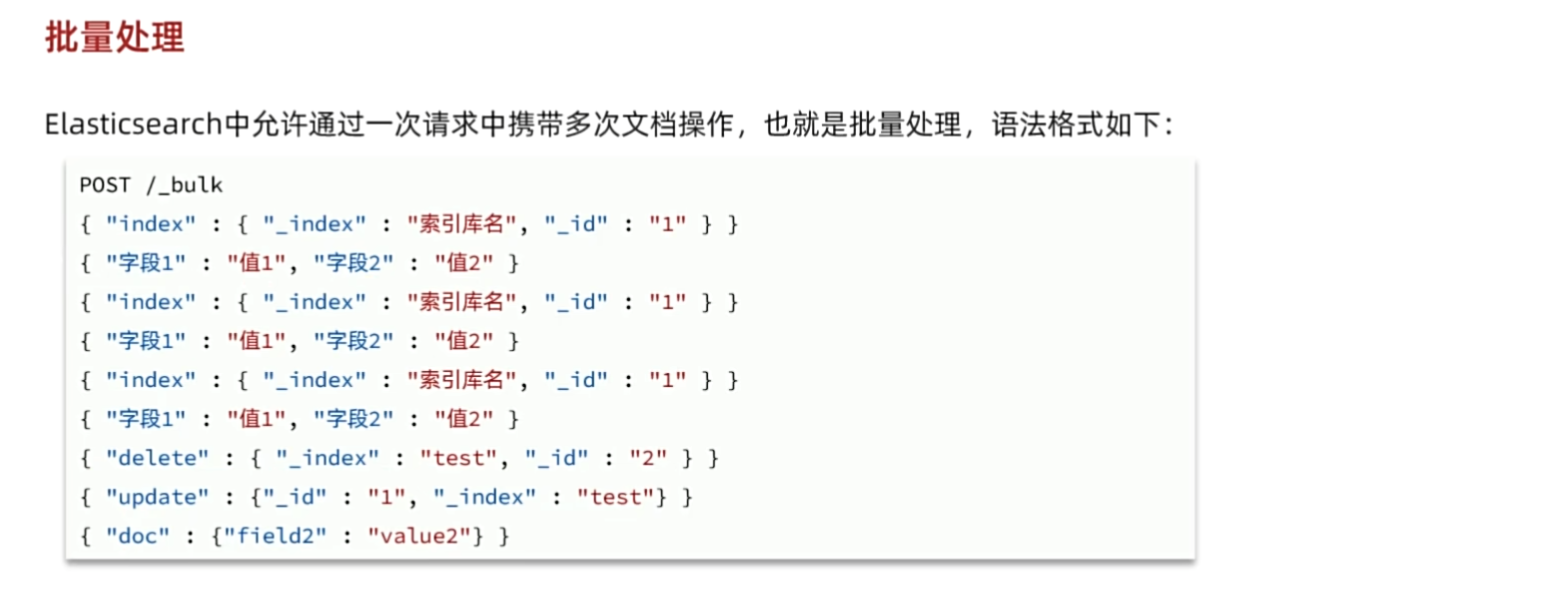 批量处理
Elasticsearch中允许通过一次请求中携带多次文档操作，也就是批量处理，语法格式如下：
POST /_bulk
{ "index" : { "_index" : "索引库名", "_id" : "1" } }
{ "字段1" : "值1", "字段2" : "值2" }
{ "index" : { "_index" : "索引库名", "_id" : "1" } }
{ "字段1" : "值1", "字段2" : "值2" }
{ "index" : { "_index" : "索引库名", "_id" : "1" } }
{ "字段1" : "值1", "字段2" : "值2" }
{ "delete" : { "_index" : "test", "_id" : "2" } }
{ "update" : {"_id" : "1", "_index" : "test"} }
{ "doc" : {"field2" : "value2"} }